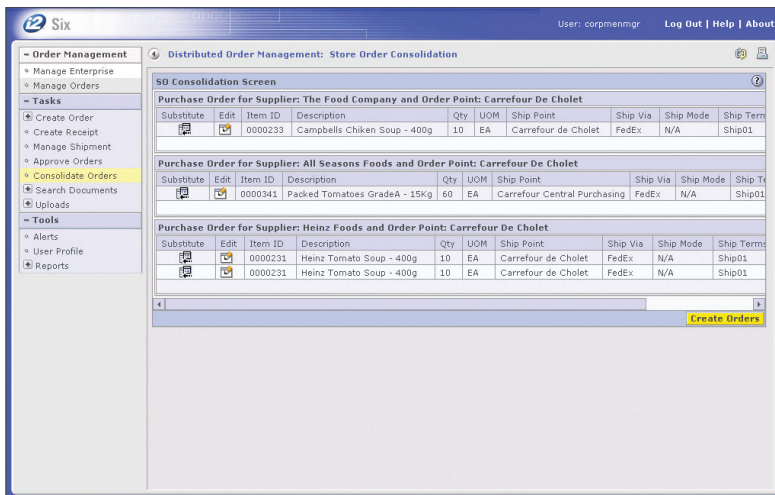 i2 Six
User: corpmenmgr Log Out | Help | About
Order Management
Manage Enterprise
Manage Orders
Tasks
Create Order
Create Receipt
Manage Shipment
Approve Orders
Consolidate Orders
Search Documents
Uploads
Tools
Alerts
User Profile
Reports
Distributed Order Management: Store Order Consolidation
SO Consolidation Screen
Purchase Order for Supplier: The Food Company and Order Point: Carrefour De Cholet
Substitute Edit Item ID Description Qty UOM Ship Point Ship Via Ship Mode Ship Term
0000233 Campbells Chiken Soup - 400g 10 EA Carrefour de Cholet FedEx N/A Ship01
Purchase Order for Supplier: All Seasons Foods and Order Point: Carrefour De Cholet
Substitute Edit Item ID Description Qty UOM Ship Point Ship Via Ship Mode Ship Te
0000341 Packed Tomatoes GradeA - 15Kg 60 EA Carrefour Central Purchasing FedEx N/A Ship01
Purchase Order for Supplier: Heinz Foods and Order Point: Carrefour De Cholet
Substitute Edit Item ID Description Qty UOM Ship Point Ship Via Ship Mode Ship Terms
0000231 Heinz Tomato Soup - 400g 10 EA Carrefour de Cholet FedEx N/A Ship01
0000231 Heinz Tomato Soup - 400g 10 EA Carrefour de Cholet FedEx N/A Ship01
Create Orders